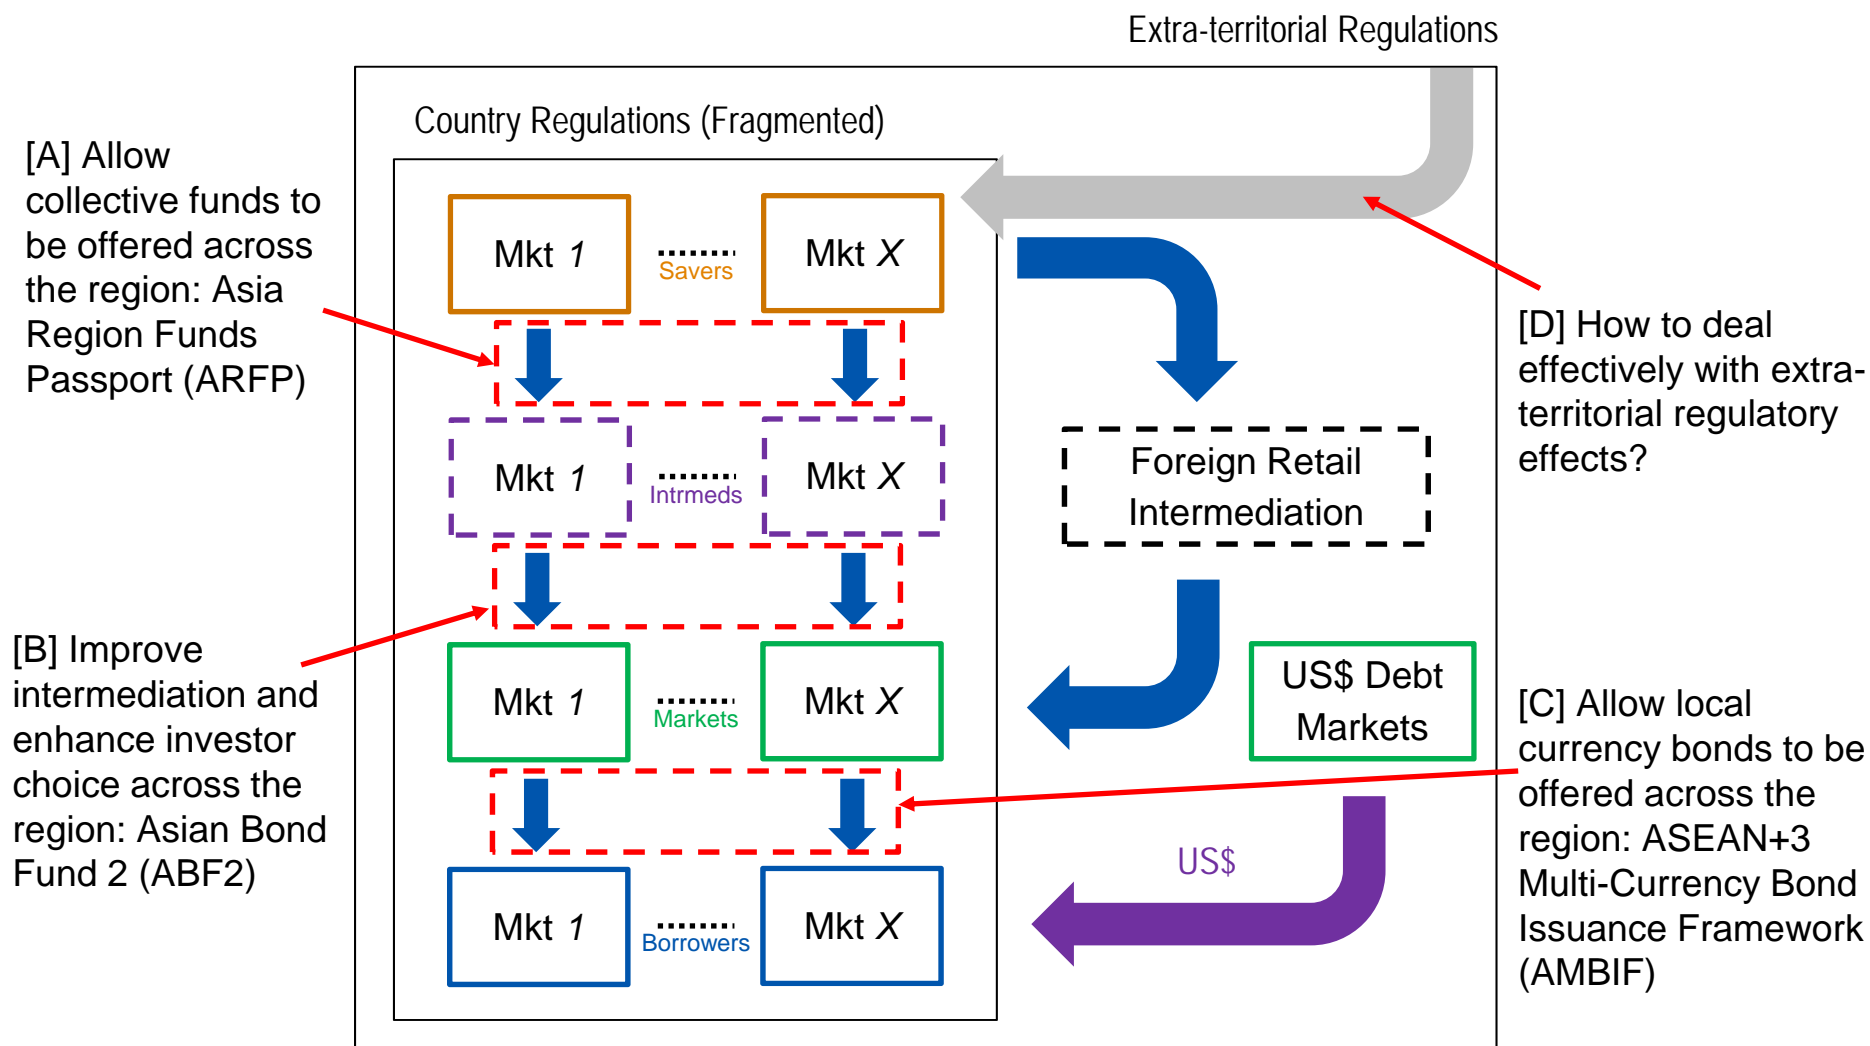 Extra-territorial Regulations
Country Regulations (Fragmented)
[A] Allow
collective funds to
be offered across
the region: Asia
Region Funds
Passport (ARFP)
Mkt 1
Savers
Mkt X
[D] How to deal
effectively with extra-
territorial regulatory
effects?
Mkt 1
Intrmeds
Mkt X
Foreign Retail
Intermediation
[B] Improve
intermediation and
enhance investor
choice across the
region: Asian Bond
Fund 2 (ABF2)
Mkt 1
Markets
Mkt X
US$ Debt
Markets
[C] Allow local
currency bonds to be
offered across the
region: ASEAN+3
Multi-Currency Bond
Issuance Framework
(AMBIF)
US$
Mkt 1
Borrowers
Mkt X